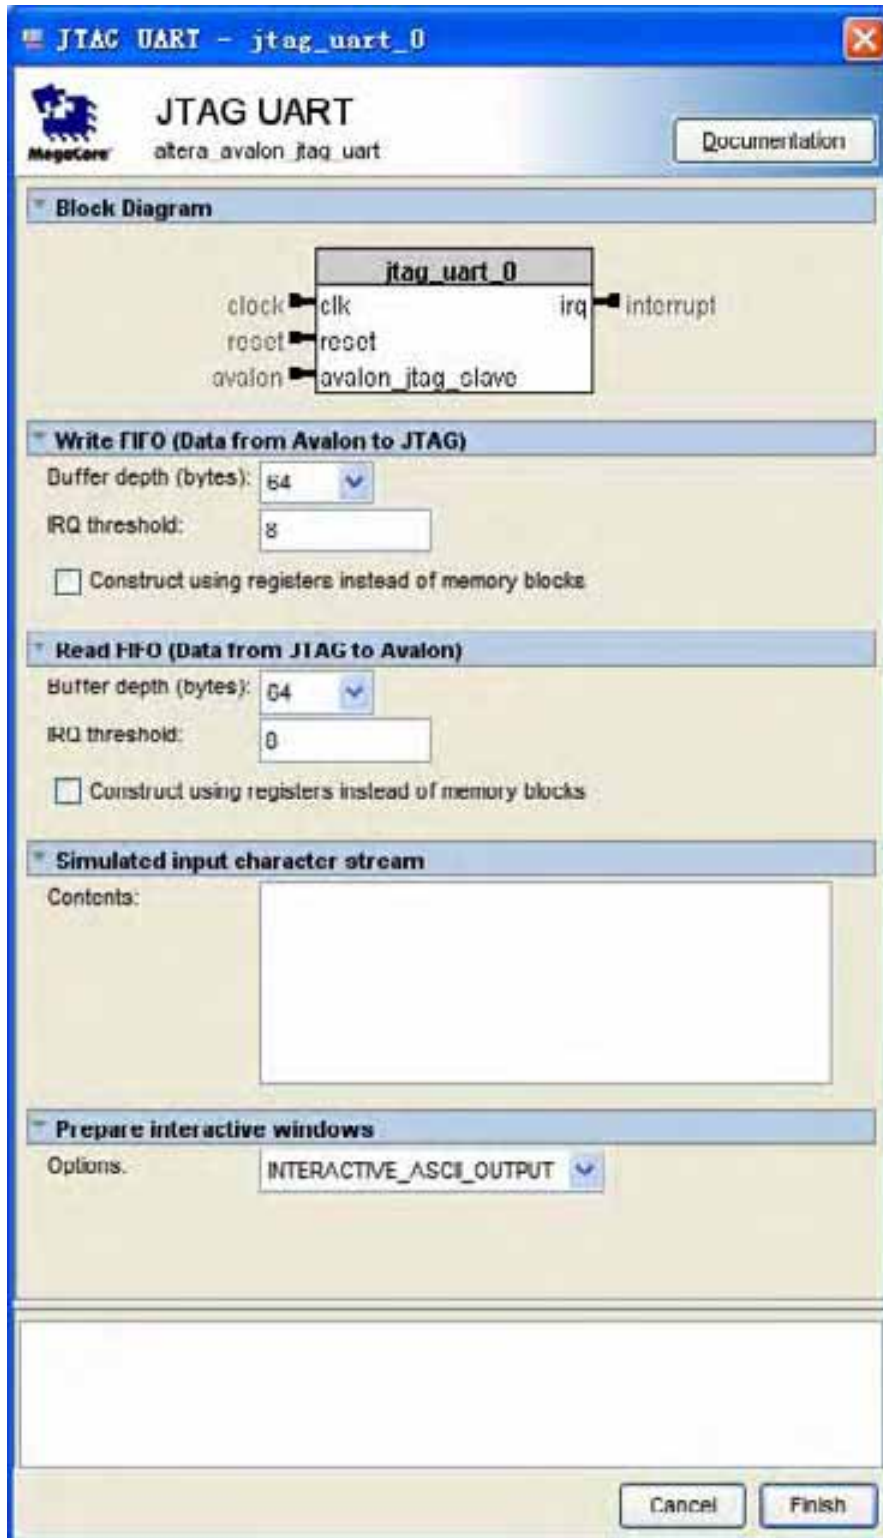 JTAG UART - jtag_uart_0
MegaCore
JTAG UART
altera_avalon_jtag_uart
Documentation
Block Diagram
jtag_uart_0
clock clk irq interrupt
reset reset
avalon avalon_jtag_slave
Write FIFO (Data from Avalon to JTAG)
Buffer depth (bytes): 64
IRQ threshold: 8
Construct using registers instead of memory blocks
Read FIFO (Data from JTAG to Avalon)
Buffer depth (bytes): 64
IRQ threshold: 8
Construct using registers instead of memory blocks
Simulated input character stream
Contents:
Prepare interactive windows
Options: INTERACTIVE_ASCII_OUTPUT
Cancel Finish